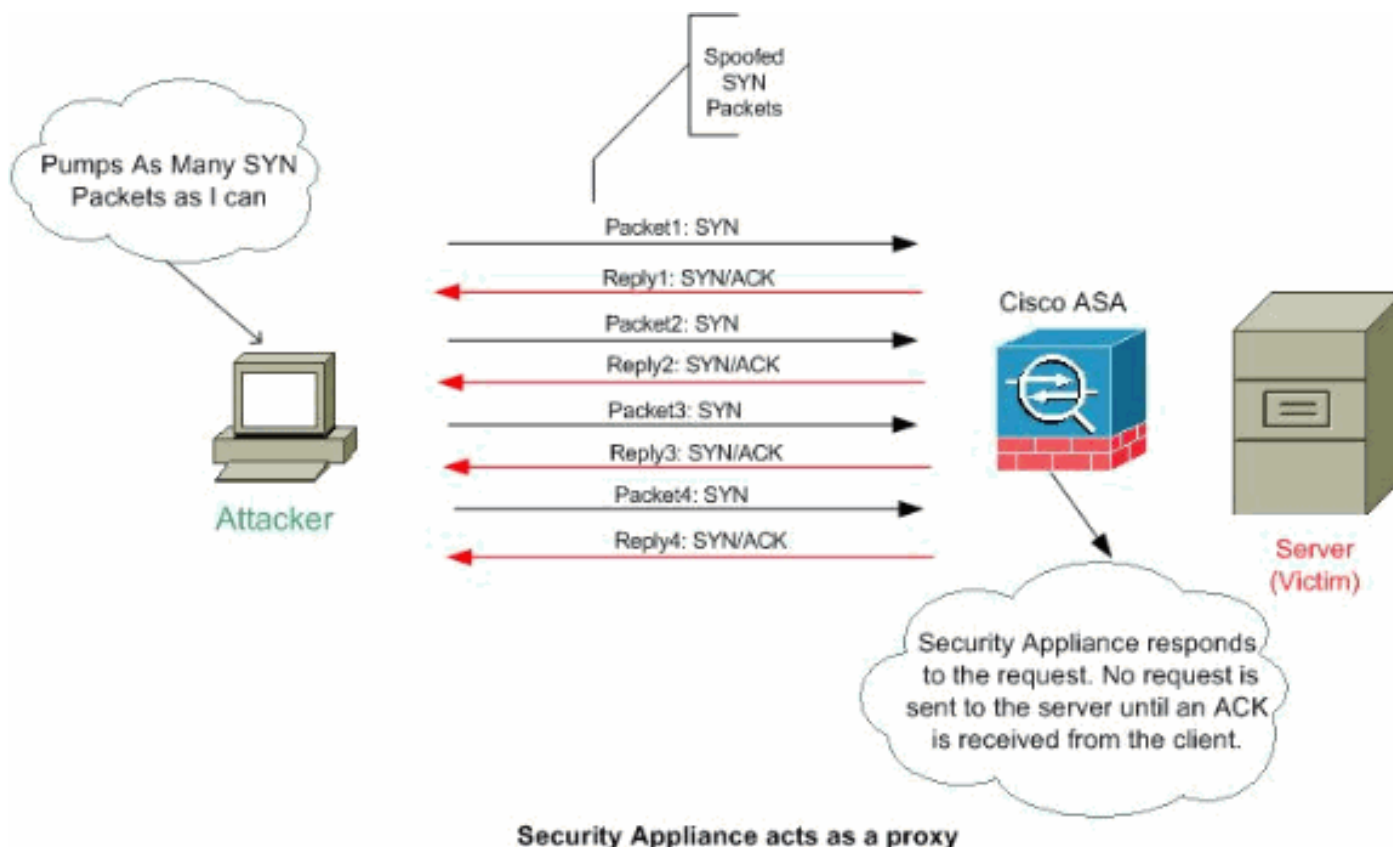 Spoofed
SYN
Packets
Pumps As Many SYN
Packets as I can
Packet1: SYN
Reply1: SYN/ACK
Packet2: SYN
Reply2: SYN/ACK
Packet3: SYN
Reply3: SYN/ACK
Packet4: SYN
Reply4: SYN/ACK
Attacker
Cisco ASA
Server
(Victim)
Security Appliance responds
to the request. No request is
sent to the server until an ACK
is received from the client.
Security Appliance acts as a proxy